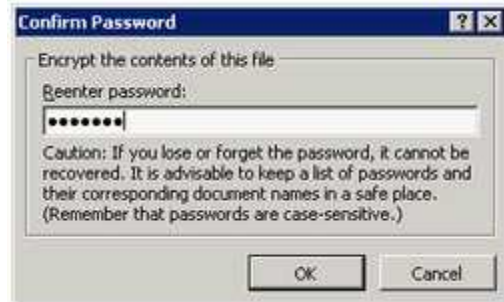 Confirm Password
Encrypt the contents of this file
Reenter password:
•••••••
Caution: If you lose or forget the password, it cannot be
recovered. It is advisable to keep a list of passwords and
their corresponding document names in a safe place.
(Remember that passwords are case-sensitive.)
OK Cancel